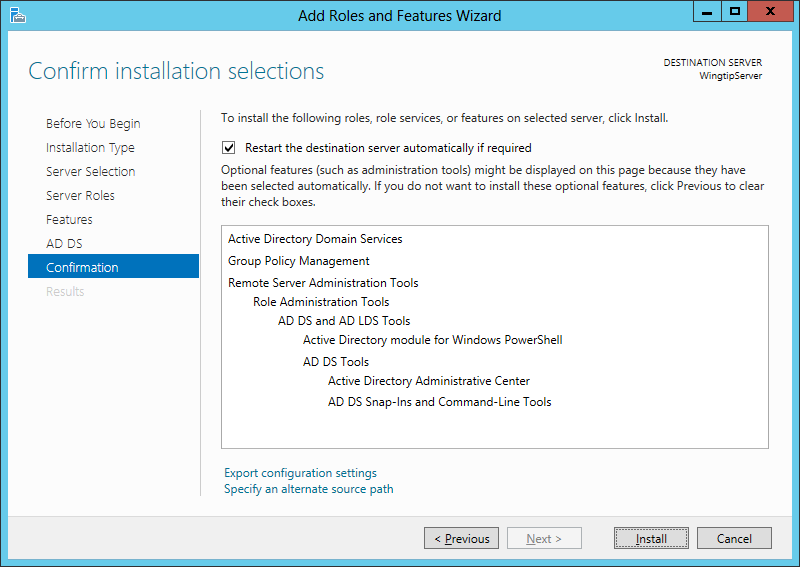 Add Roles and Features Wizard
Confirm installation selections
DESTINATION SERVER
WingtipServer
Before You Begin
Installation Type
Server Selection
Server Roles
Features
AD DS
Confirmation
Results
To install the following roles, role services, or features on selected server, click Install.
Restart the destination server automatically if required
Optional features (such as administration tools) might be displayed on this page because they have
been selected automatically. If you do not want to install these optional features, click Previous to clear
their check boxes.
Active Directory Domain Services
Group Policy Management
Remote Server Administration Tools
Role Administration Tools
AD DS and AD LDS Tools
Active Directory module for Windows PowerShell
AD DS Tools
Active Directory Administrative Center
AD DS Snap-Ins and Command-Line Tools
Export configuration settings
Specify an alternate source path
< Previous
Next >
Install
Cancel